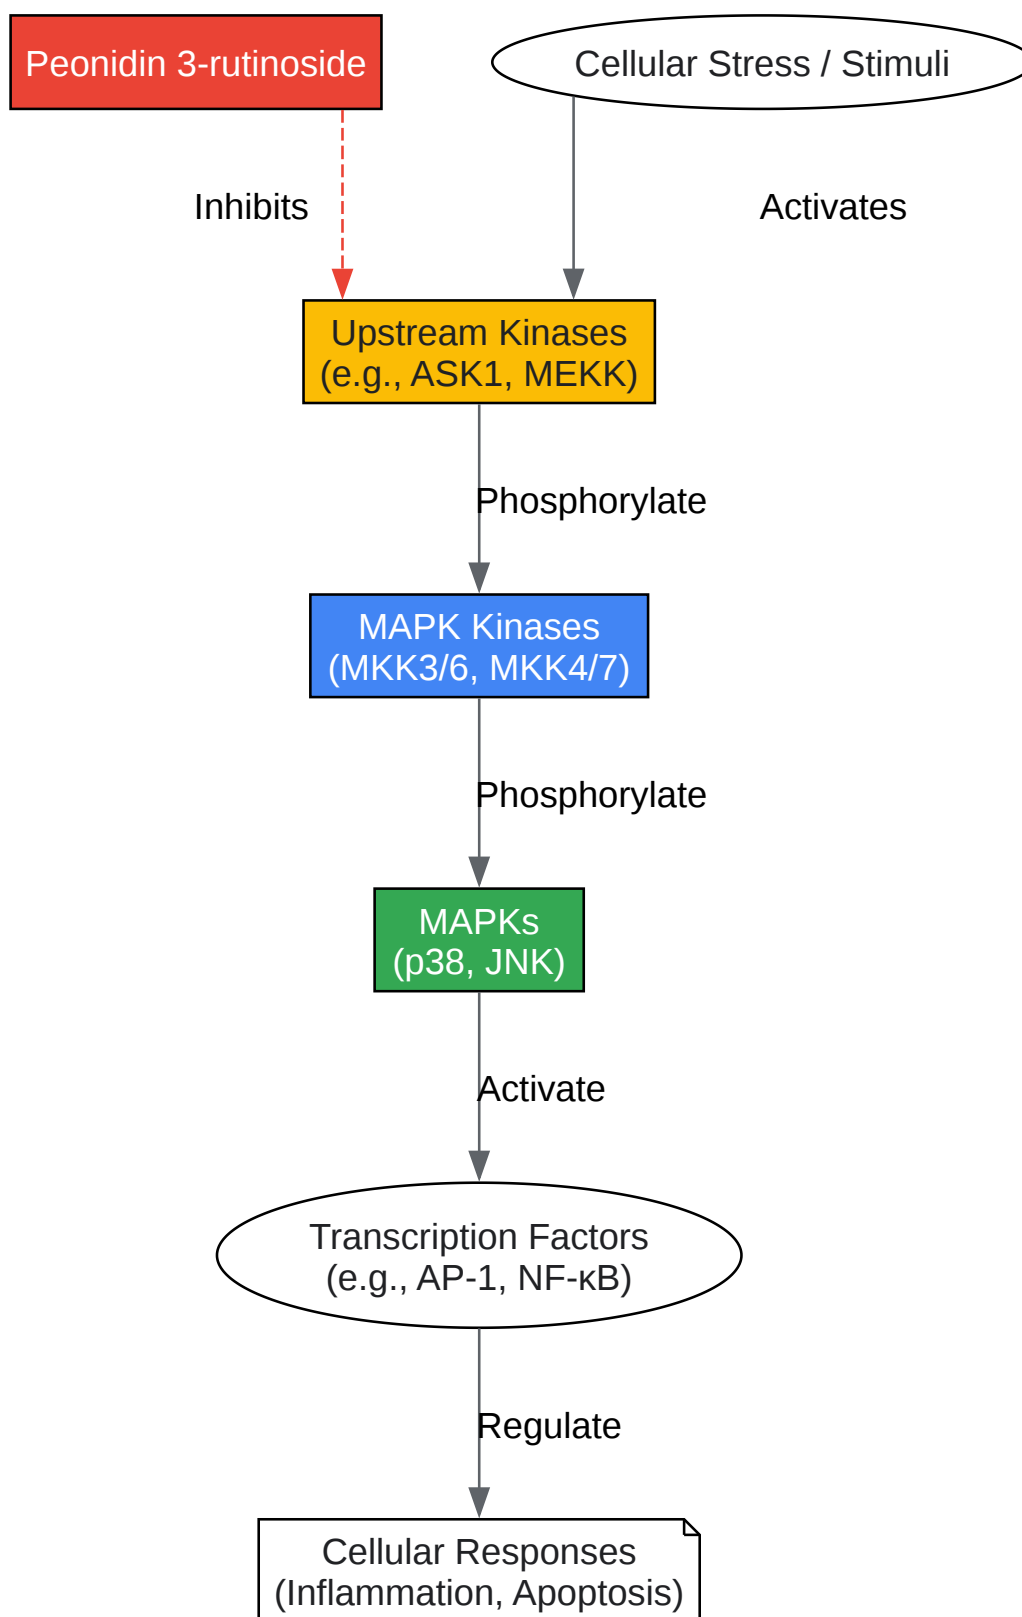 Peonidin 3-rutinoside
Cellular Stress / Stimuli
Inhibits
Activates
Upstream Kinases
(e.g., ASK1, MEKK)
Phosphorylate
MAPK Kinases
(MKK3/6, MKK4/7)
Phosphorylate
MAPKs
(p38, JNK)
Activate
Transcription Factors
(e.g., AP-1, NF-κB)
Regulate
Cellular Responses
(Inflammation, Apoptosis)